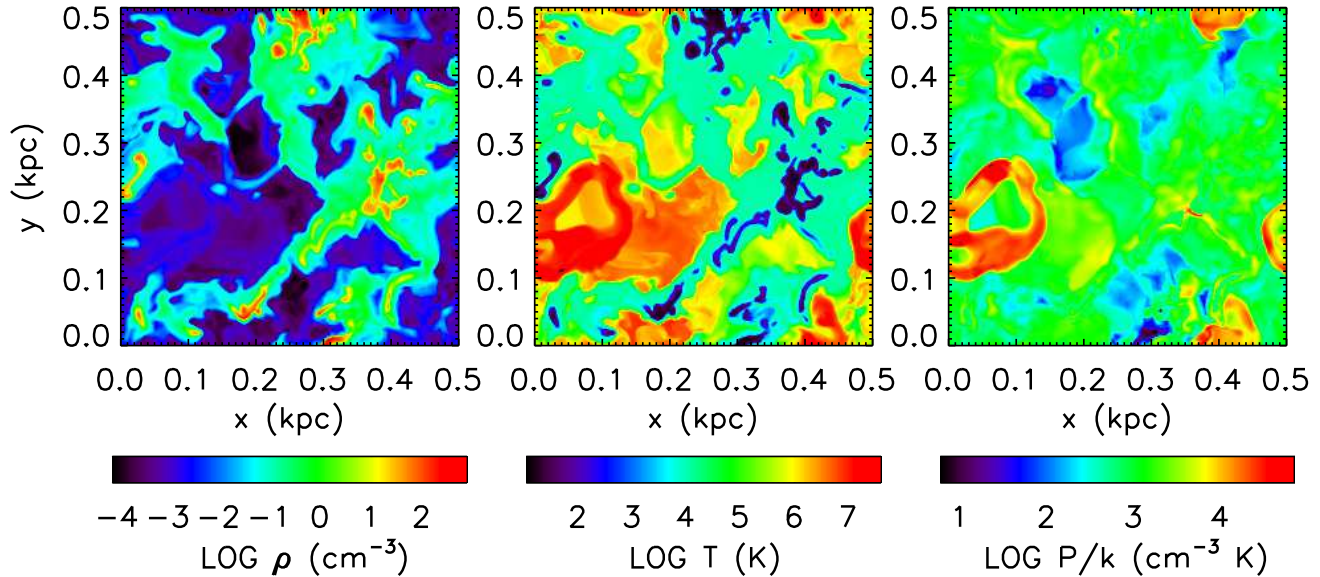 0.5 0.5 0.5
0.4 0.4 0.4
0.3 0.3 0.3
y (kpc)
0.2 0.2 0.2
0.1 0.1 0.1
0.0 0.0 0.0
0.0 0.1 0.2 0.3 0.4 0.5 0.0 0.1 0.2 0.3 0.4 0.5 0.0 0.1 0.2 0.3 0.4 0.5
x (kpc) x (kpc) x (kpc)
−4 −3 −2 −1 0 1 2 2 3 4 5 6 7 1 2 3 4
LOG ρ (cm⁻³) LOG T (K) LOG P/k (cm⁻³ K)